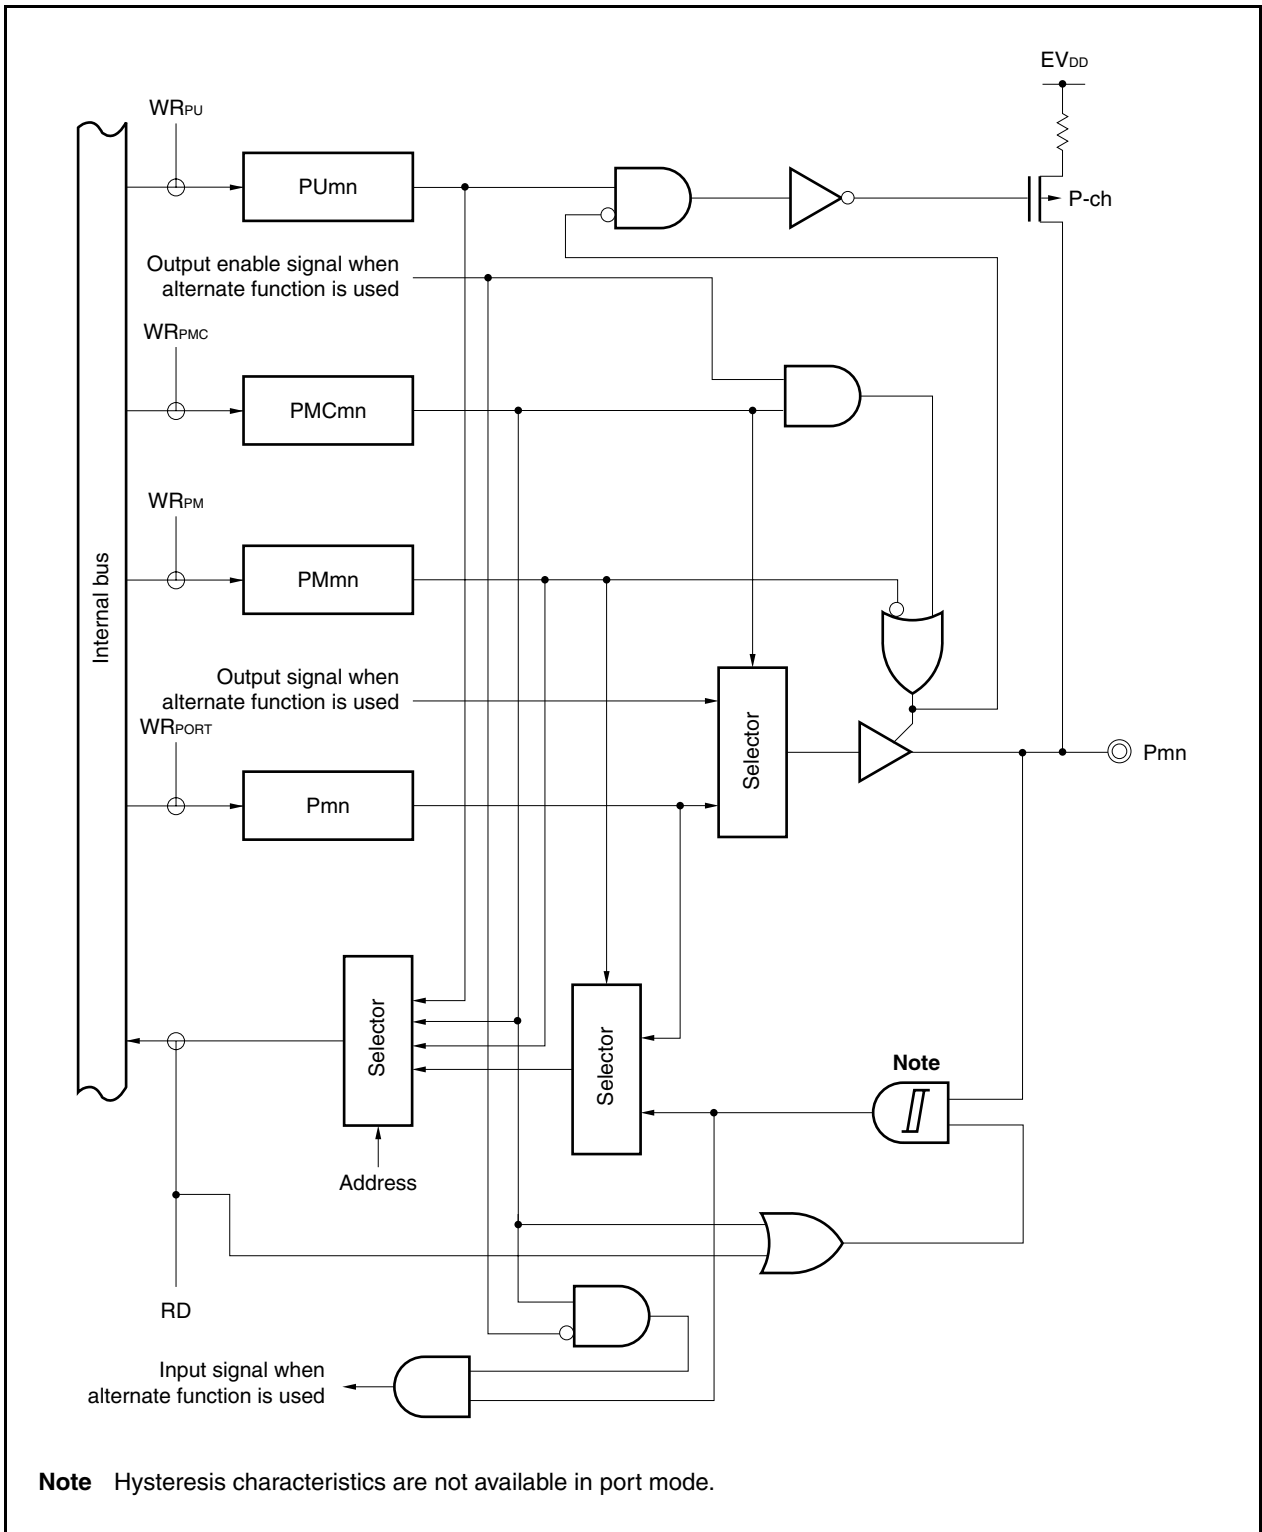 EVDD
WRPU
PUmn
P-ch
Output enable signal when
alternate function is used
WRPMC
PMCmn
WRPM
PMmn
Internal bus
Output signal when
alternate function is used
WRPORT
Selector
Pmn
Pmn
Selector
Selector
Note
Address
RD
Input signal when
alternate function is used
Note Hysteresis characteristics are not available in port mode.